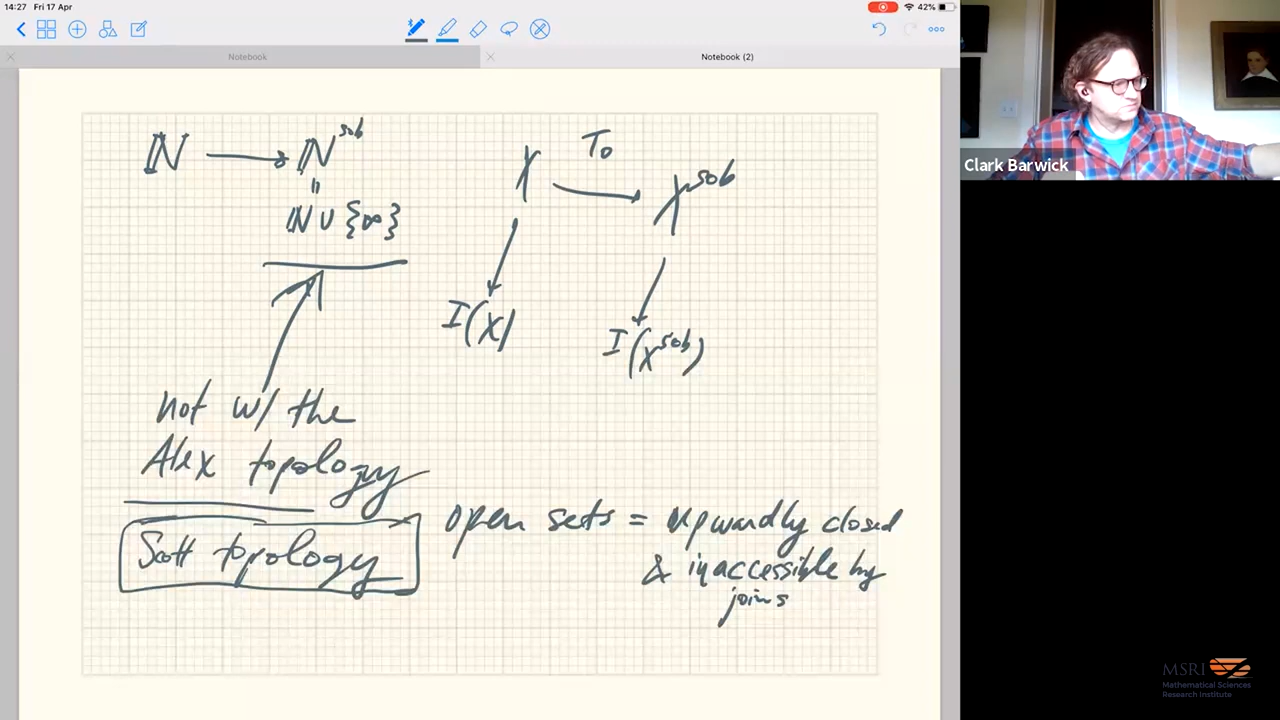 14:27 Fri 17 Apr
42%
Notebook
Notebook (2)
ℕ → ℕ^sob
=
ℕ ∪ {∞}
X T₀ → X^sob
I(X)
I(X^sob)
not w/ the
Alex topology
Scott topology
open sets = upwardly closed
& inaccessible by
joins
Clark Barwick
MSRI
Mathematical Sciences
Research Institute